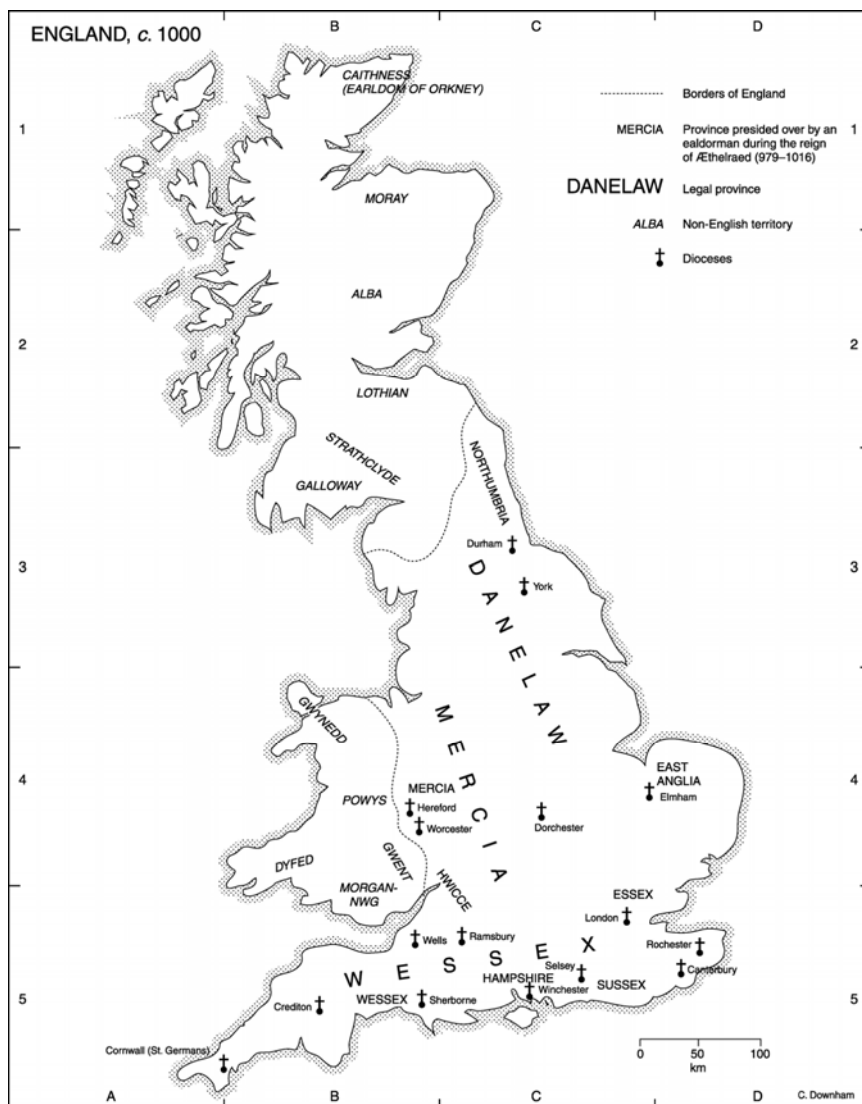 B
C
D
ENGLAND, c. 1000
CAITHNESS
(EARLDOM OF ORKNEY)
Borders of England
1
MERCIA
Province presided over by an
ealdorman during the reign
of Æthelraed (979–1016)
1
DANELAW
Legal province
MORAY
ALBA
Non-English territory
Dioceses
ALBA
2
2
LOTHIAN
STRATHCLYDE
NORTHUMBRIA
GALLOWAY
Durham
3
3
DANELAW
York
GWYNEDD
MERCIA
EAST
ANGLIA
4
4
MERCIA
Elmham
POWYS
Hereford
Worcester
Dorchester
DYFED
GWENT
HWICCE
MORGAN-
NWG
ESSEX
London
WESSEX
Wells
Ramsbury
Rochester
Selsey
Canterbury
HAMPSHIRE
Winchester
SUSSEX
5
5
WESSEX
Crediton
Sherborne
Cornwall (St. Germans)
0 50 100
km
A
B
C
D
C. Downham